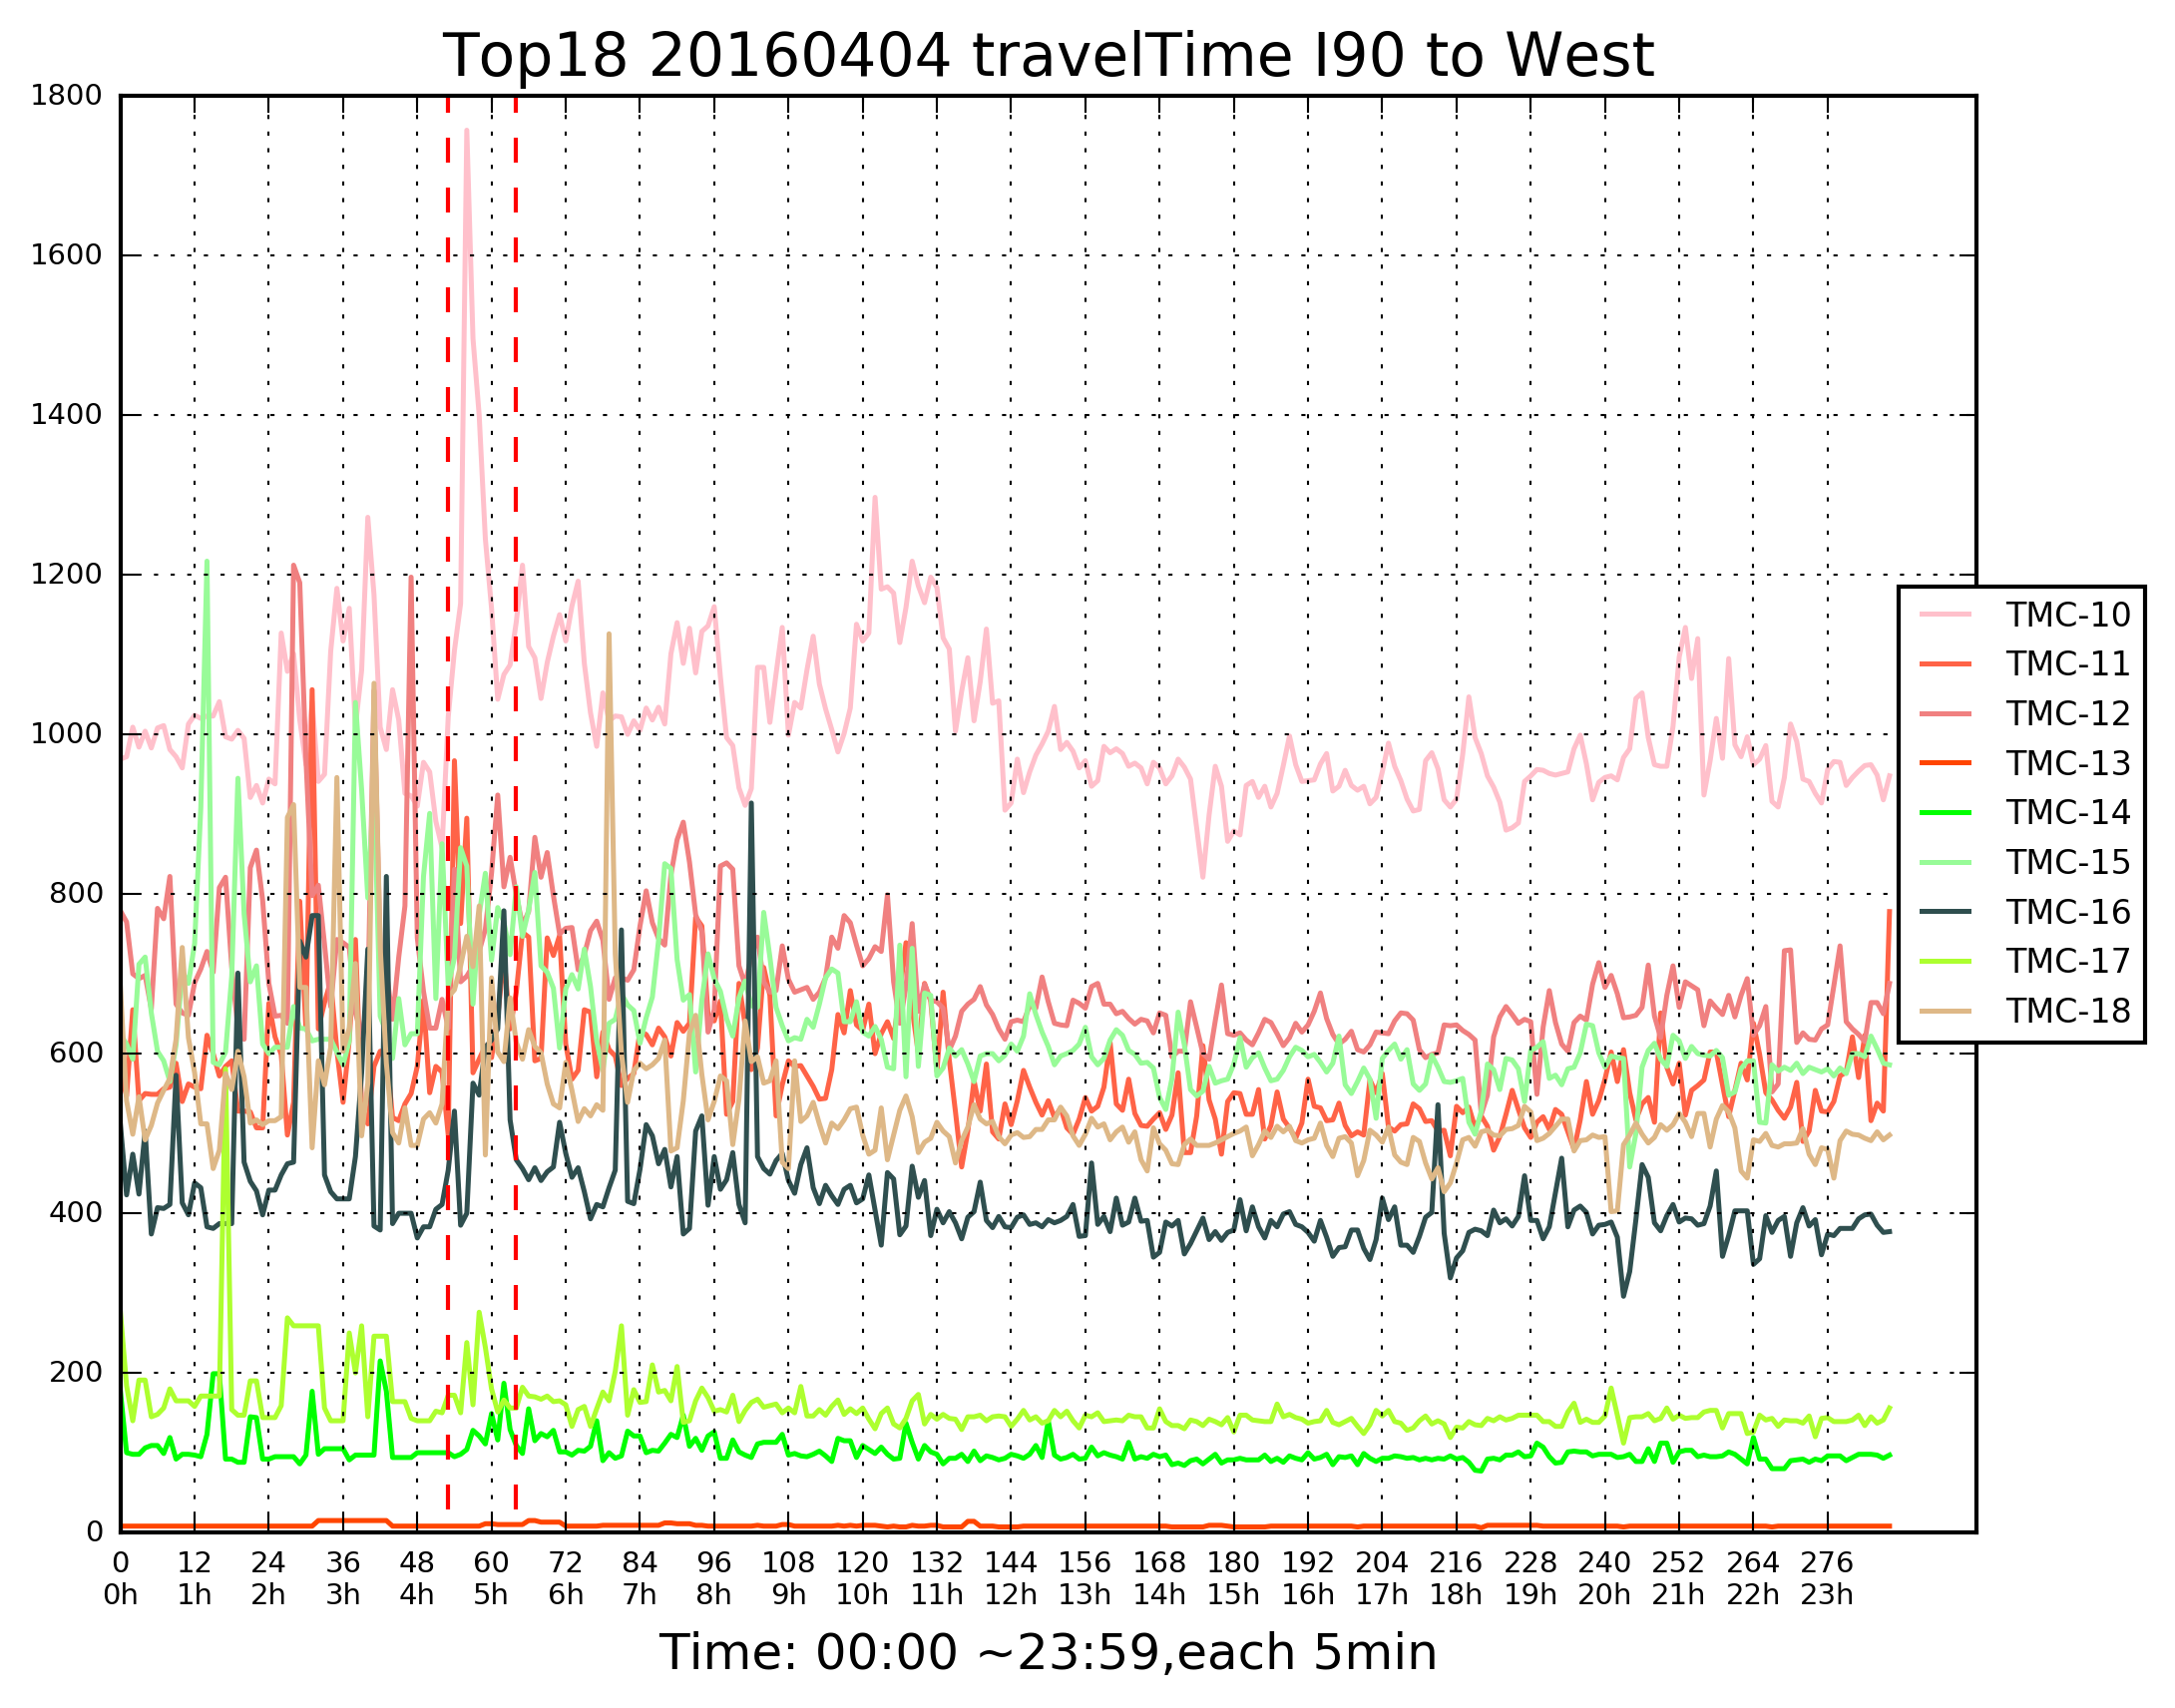 Top18 20160404 travelTime I90 to West
1800
1600
1400
1200
1000
800
600
400
200
0
TMC-10
TMC-11
TMC-12
TMC-13
TMC-14
TMC-15
TMC-16
TMC-17
TMC-18
0 12 24 36 48 60 72 84 96 108 120 132 144 156 168 180 192 204 216 228 240 252 264 276
0h 1h 2h 3h 4h 5h 6h 7h 8h 9h 10h 11h 12h 13h 14h 15h 16h 17h 18h 19h 20h 21h 22h 23h
Time: 00:00 ~23:59,each 5min